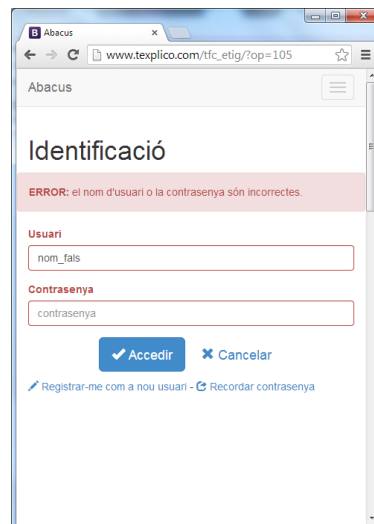 Abacus
www.texplico.com/tfc_etig/?op=105
Abacus
Identificació
ERROR: el nom d'usuari o la contrasenya són incorrectes.
Usuari
nom_fals
Contrasenya
contrasenya
Accedir Cancelar
Registrar-me com a nou usuari - Recordar contrasenya